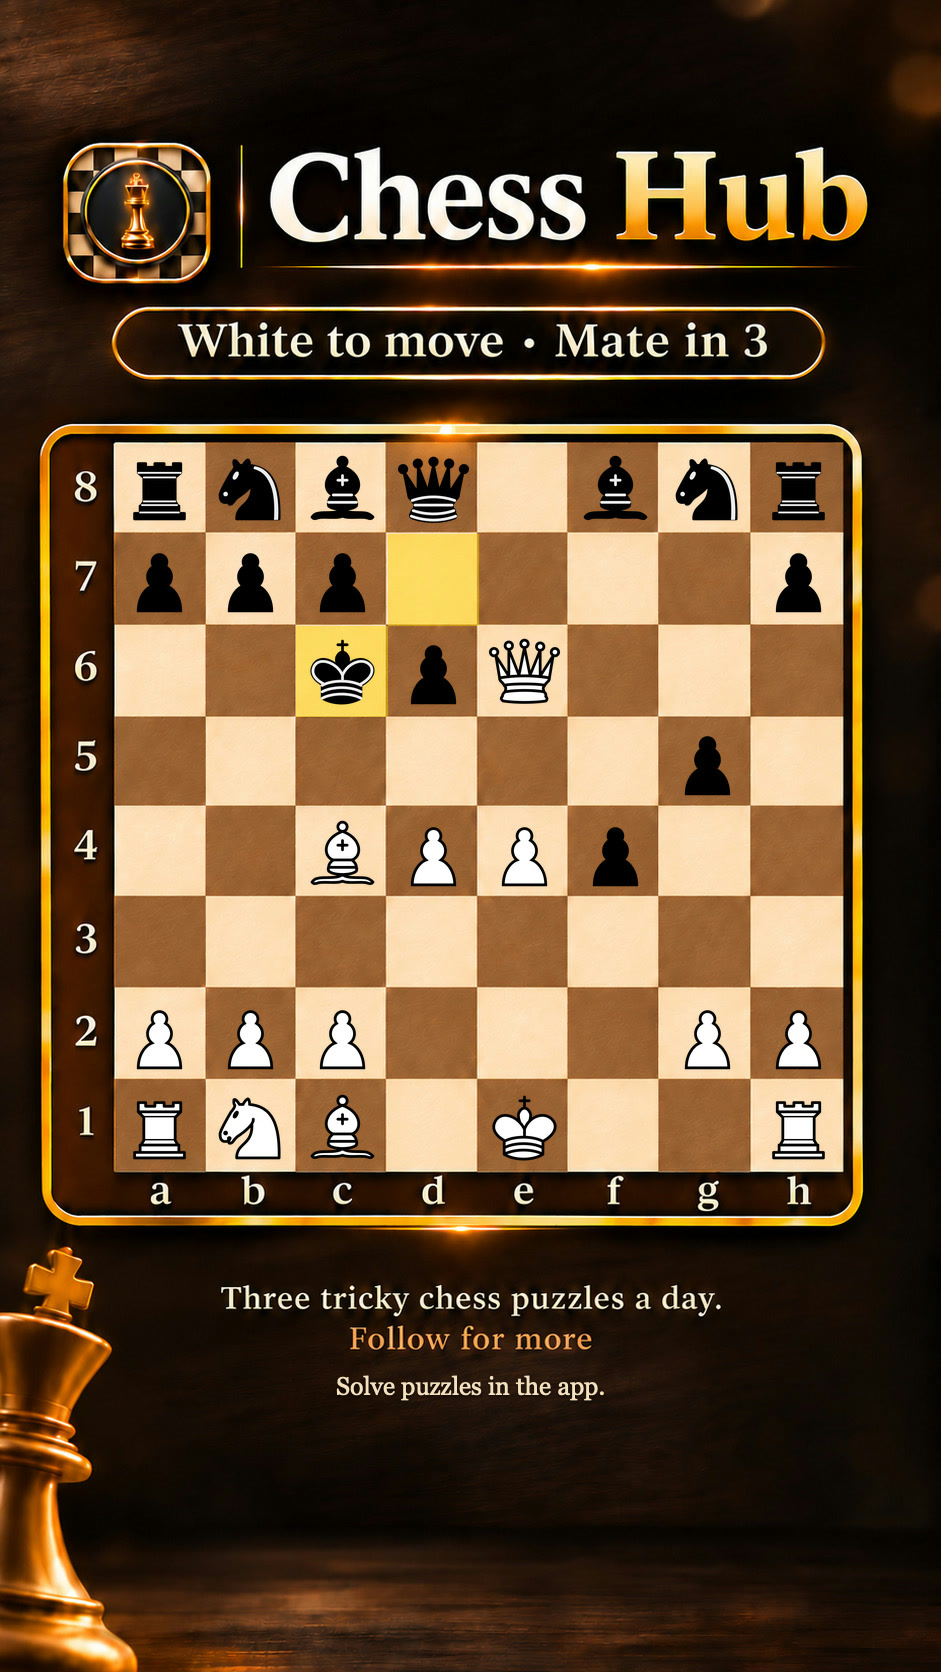 Chess Hub
White to move • Mate in 3
8
7
6
5
4
3
2
1
a b c d e f g h
Three tricky chess puzzles a day.
Follow for more
Solve puzzles in the app.